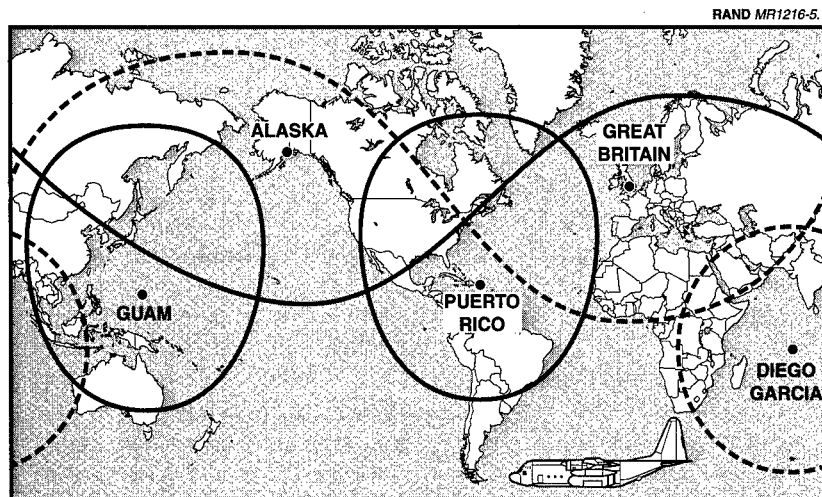 RAND MR1216-5.
ALASKA
GREAT
BRITAIN
GUAM
PUERTO
RICO
DIEGO
GARCIA